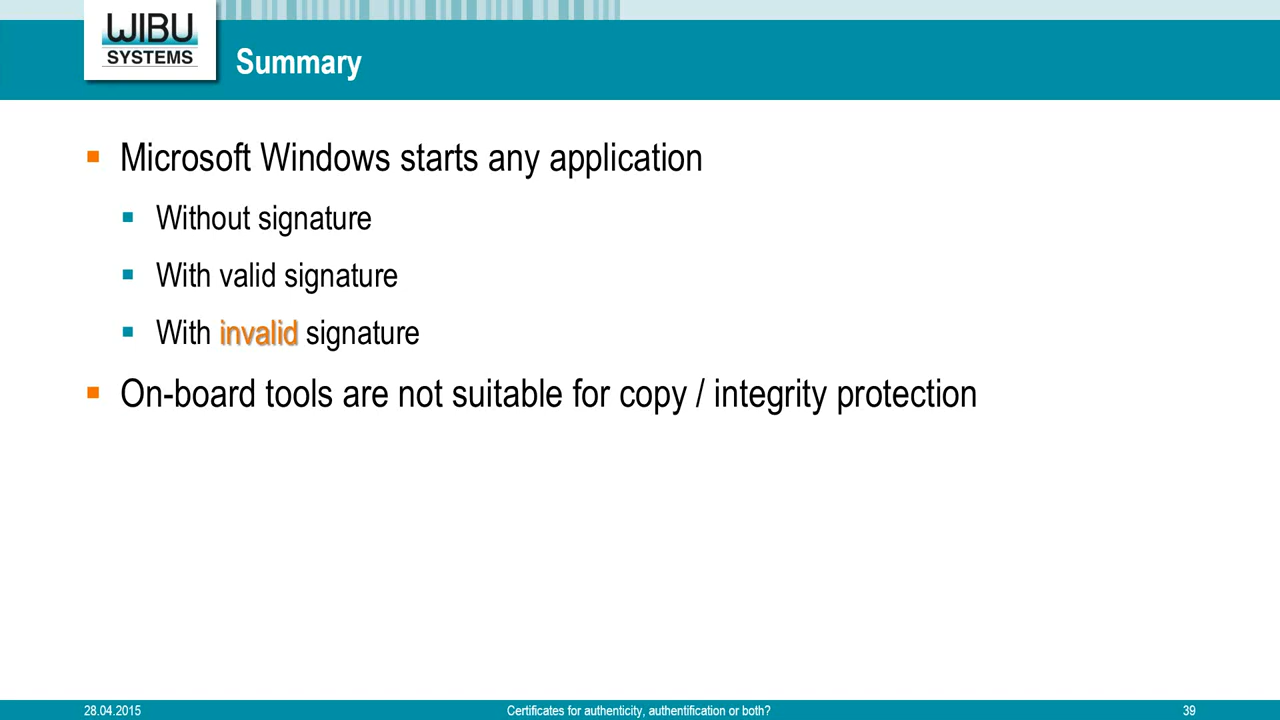 WIBU
SYSTEMS
Summary
Microsoft Windows starts any application
Without signature
With valid signature
With invalid signature
On-board tools are not suitable for copy / integrity protection
28.04.2015
Certificates for authenticity, authentification or both?
39